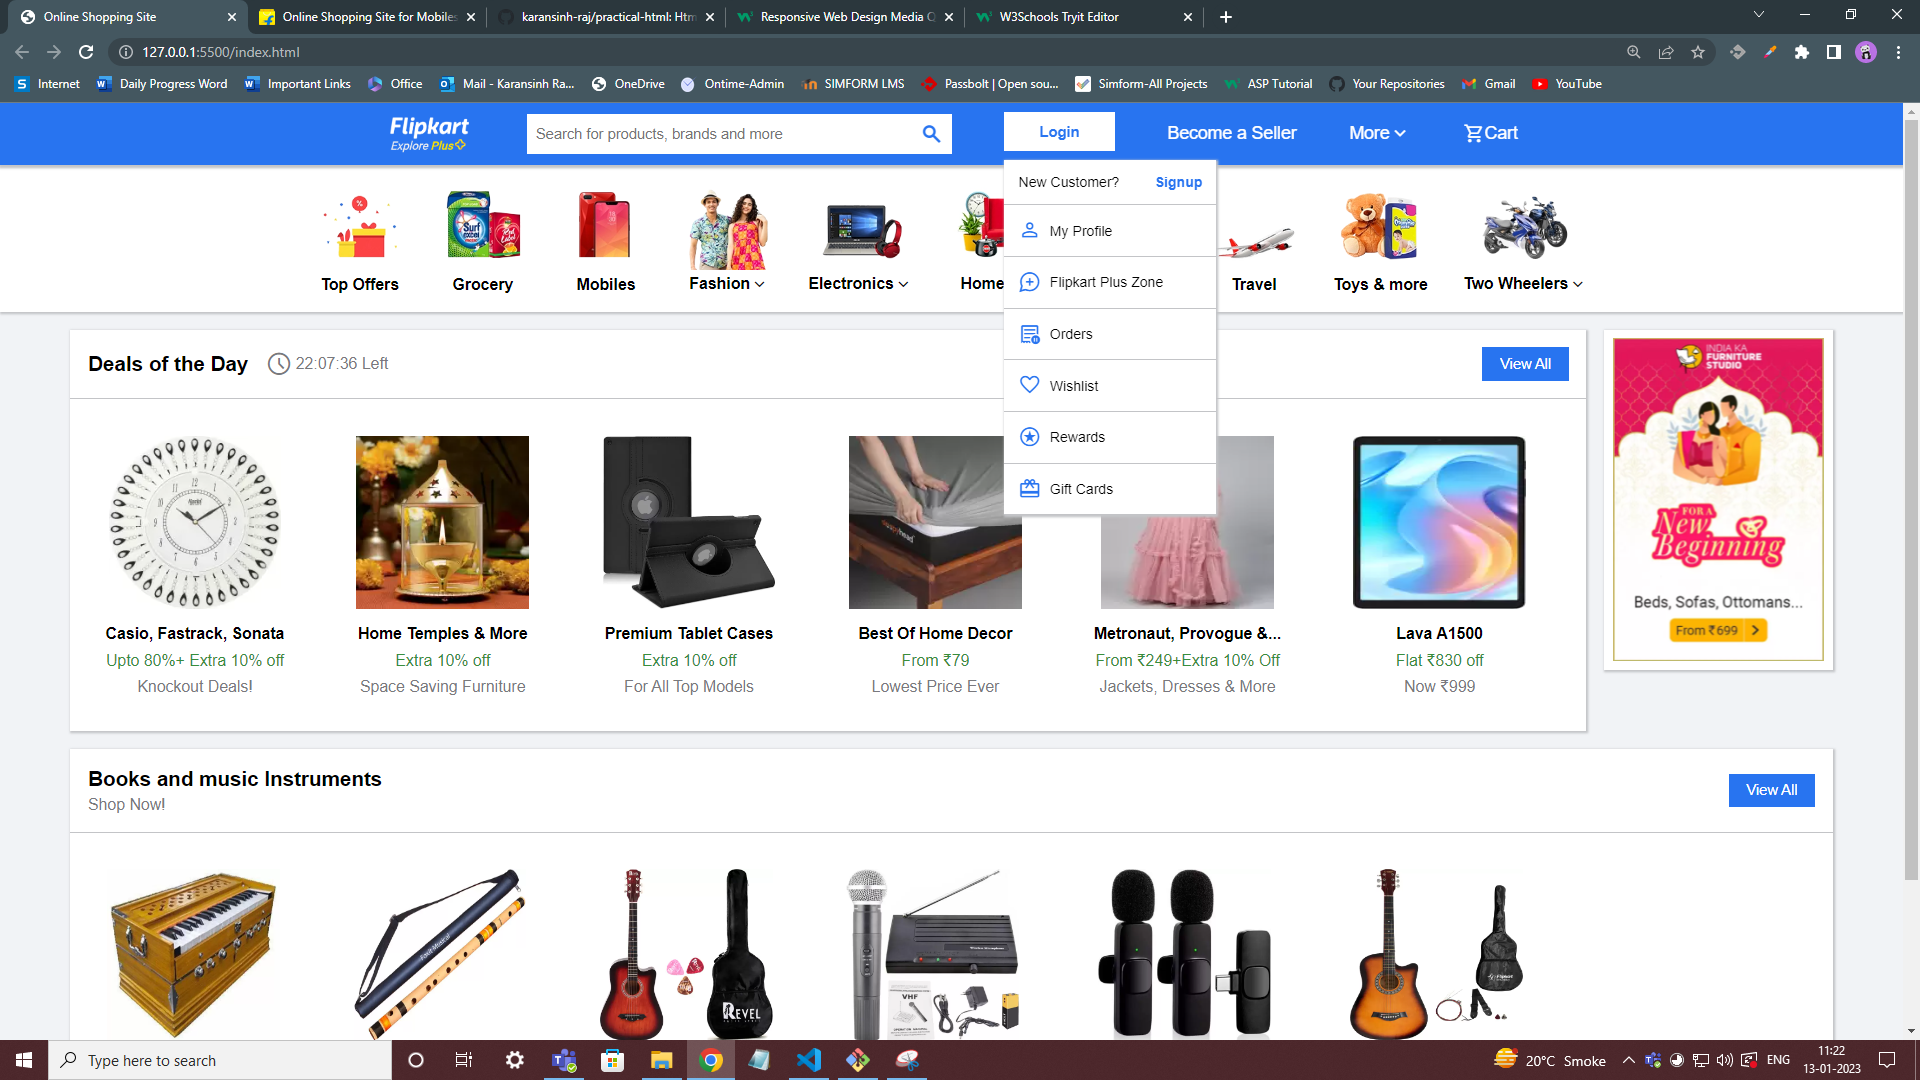 Online Shopping Site
Online Shopping Site for Mobiles
karansinh-raj/practical-html: Htm
Responsive Web Design Media Q
W3Schools Tryit Editor
127.0.0.1:5500/index.html
Internet
Daily Progress Word
Important Links
Office
Mail - Karansinh Ra...
OneDrive
Ontime-Admin
SIMFORM LMS
Passbolt | Open sou...
Simform-All Projects
ASP Tutorial
Your Repositories
Gmail
YouTube
Flipkart
Explore Plus
Search for products, brands and more
Login
Become a Seller
More
Cart
New Customer? Signup
My Profile
Flipkart Plus Zone
Orders
Wishlist
Rewards
Gift Cards
Top Offers
Grocery
Mobiles
Fashion
Electronics
Home
Travel
Toys & more
Two Wheelers
Deals of the Day
22:07:36 Left
View All
Casio, Fastrack, Sonata
Upto 80%+ Extra 10% off
Knockout Deals!
Home Temples & More
Extra 10% off
Space Saving Furniture
Premium Tablet Cases
Extra 10% off
For All Top Models
Best Of Home Decor
From ₹79
Lowest Price Ever
Metronaut, Provogue &...
From ₹249+Extra 10% Off
Jackets, Dresses & More
Lava A1500
Flat ₹830 off
Now ₹999
INDIA KA
FURNITURE
STUDIO
FOR A
New
Beginning
Beds, Sofas, Ottomans...
From ₹699
Books and music Instruments
Shop Now!
View All
REVEL
VHF
Type here to search
20°C Smoke
ENG
11:22
13-01-2023